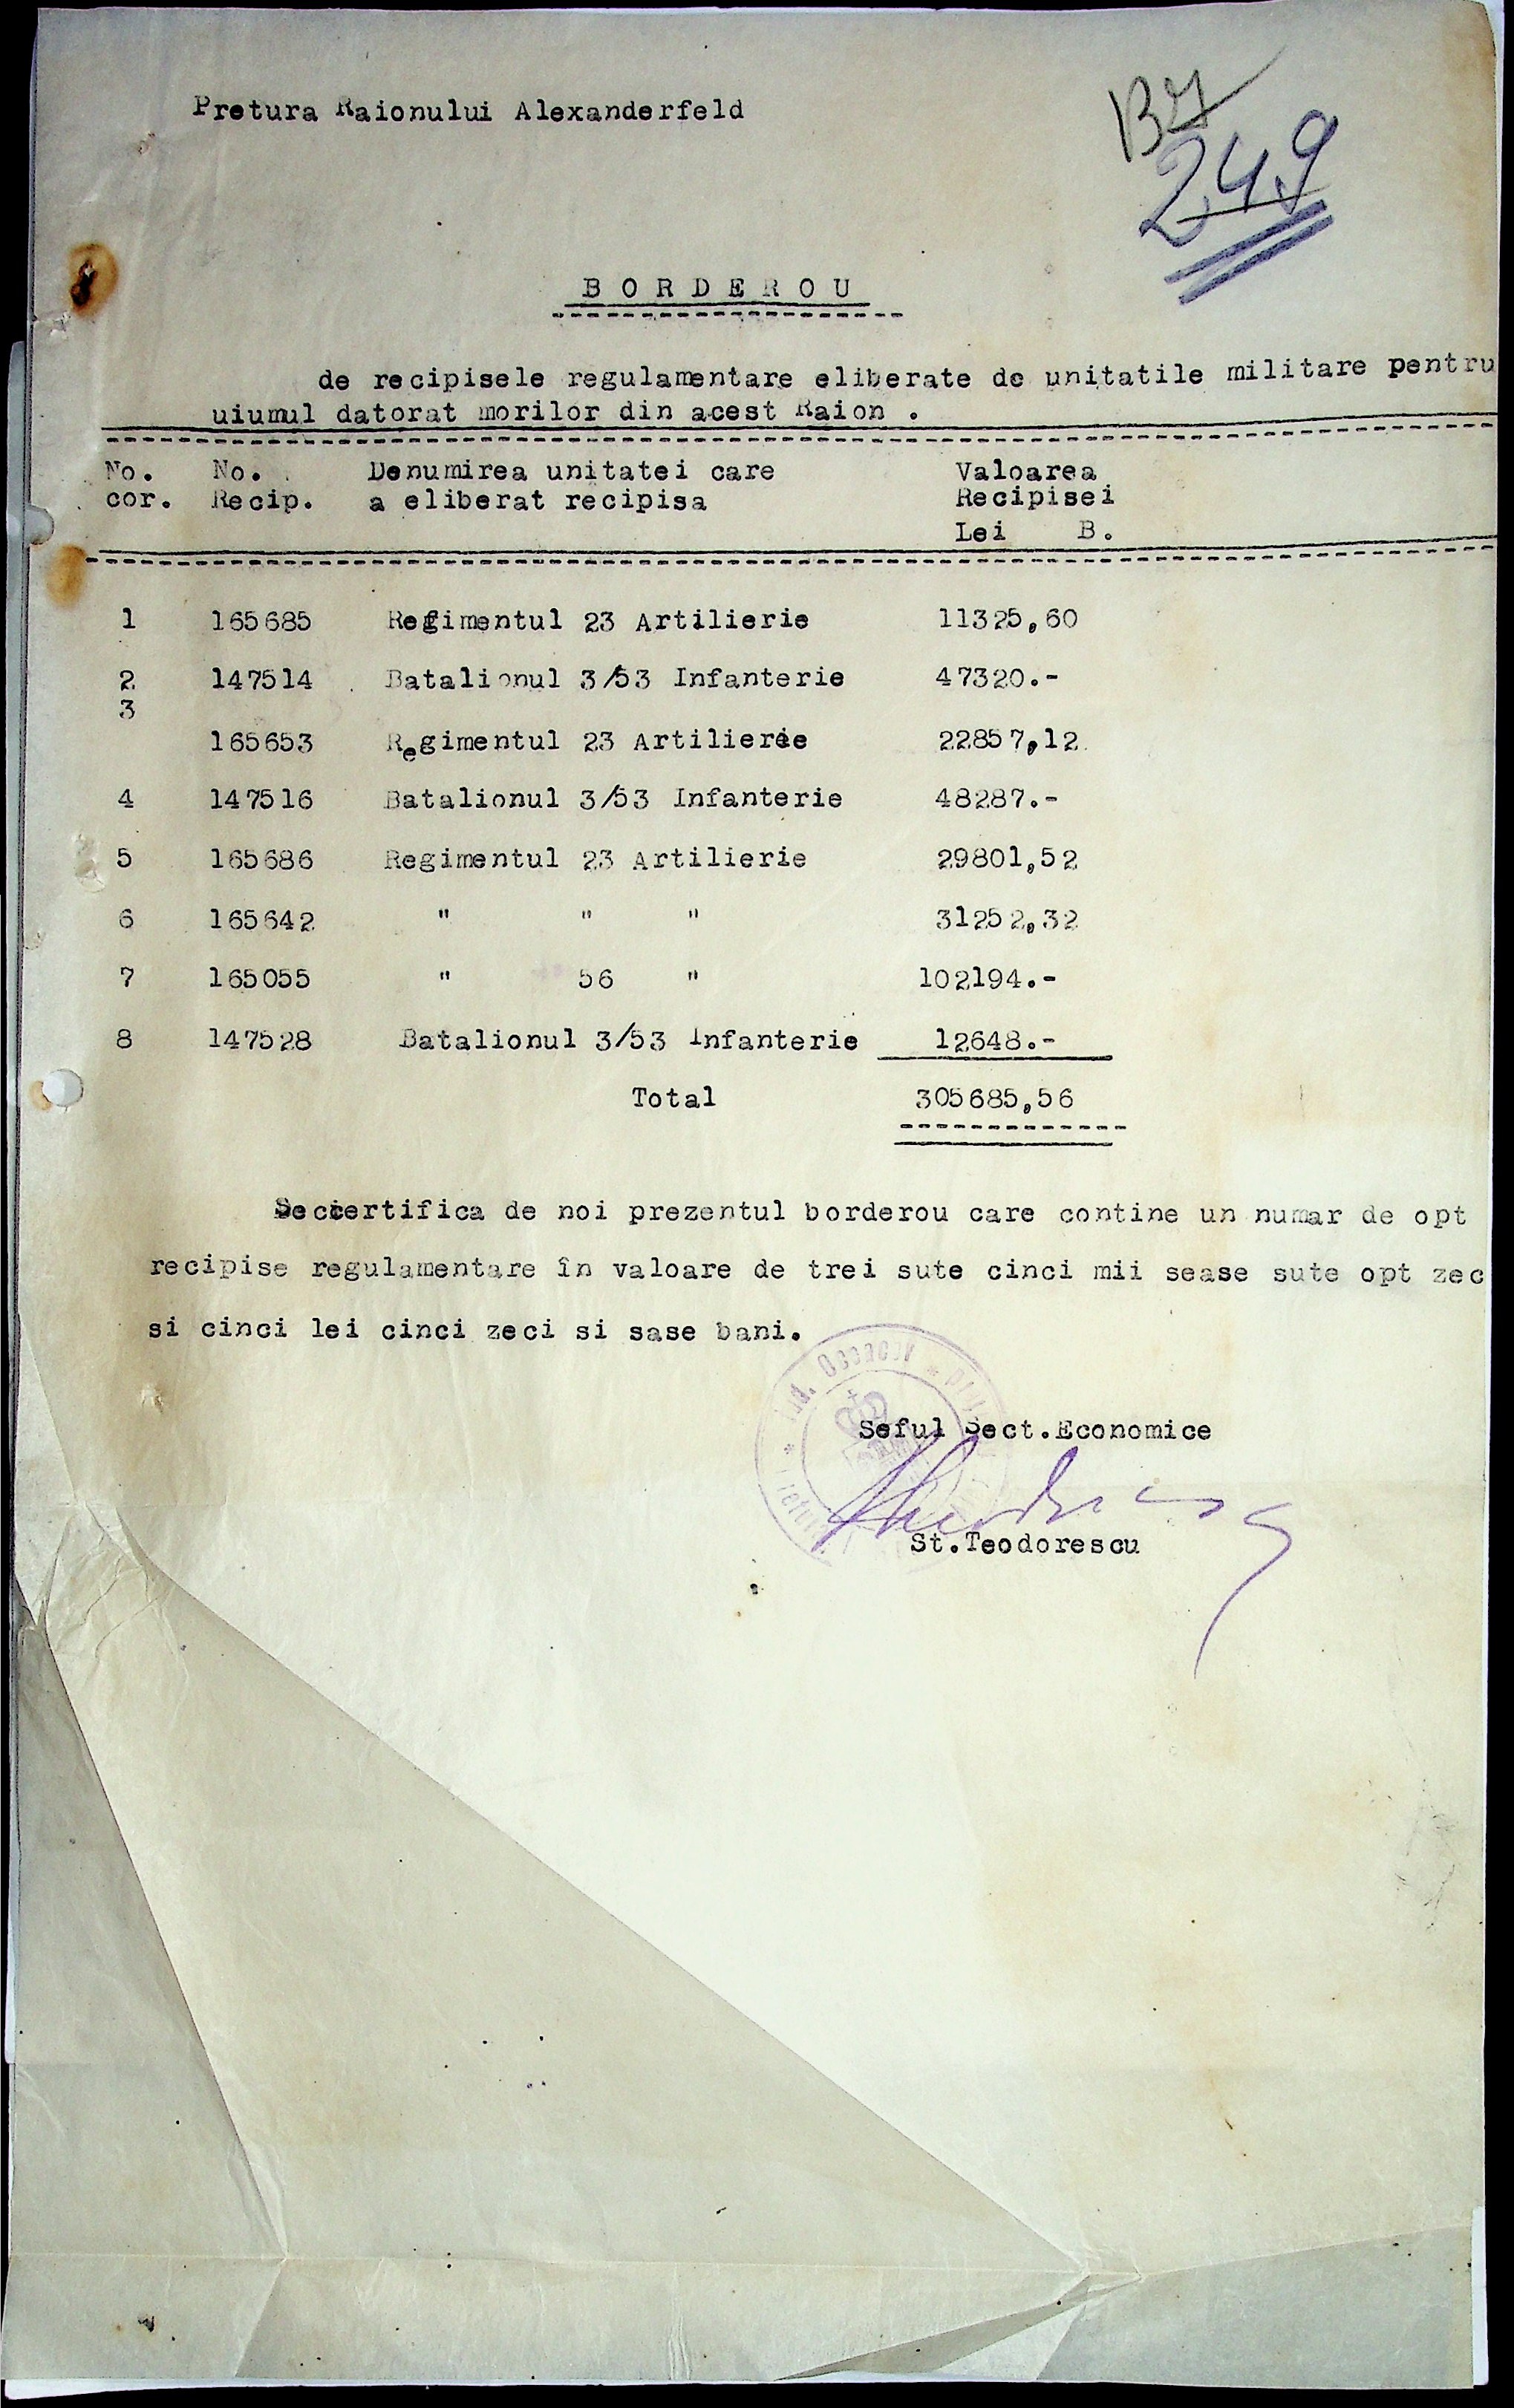 Pretura Raionului Alexanderfeld
249
BORDEROU
de recipisele regulamentare eliberate de unitatile militare pentru
uiumul datorat morilor din acest Raion .
No. No. Denumirea unitatei care Valoarea
cor. Recip. a eliberat recipisa Recipisei
Lei B.
1 165685 Regimentul 23 Artilierie 11325,60
2 147514 Batalionul 3/53 Infanterie 47320.-
3
165653 Regimentul 23 Artilierie 22857,12
4 147516 Batalionul 3/53 Infanterie 48287.-
5 165686 Regimentul 23 Artilierie 29801,52
6 165642 " " " 31252,32
7 165055 " 56 " 102194.-
8 147528 Batalionul 3/53 Infanterie 12648.-
Total 305685,56
Se certifica de noi prezentul borderou care contine un numar de opt
recipise regulamentare în valoare de trei sute cinci mii sease sute opt zec
si cinci lei cinci zeci si sase bani.
Seful Sect.Economice
St.Teodorescu